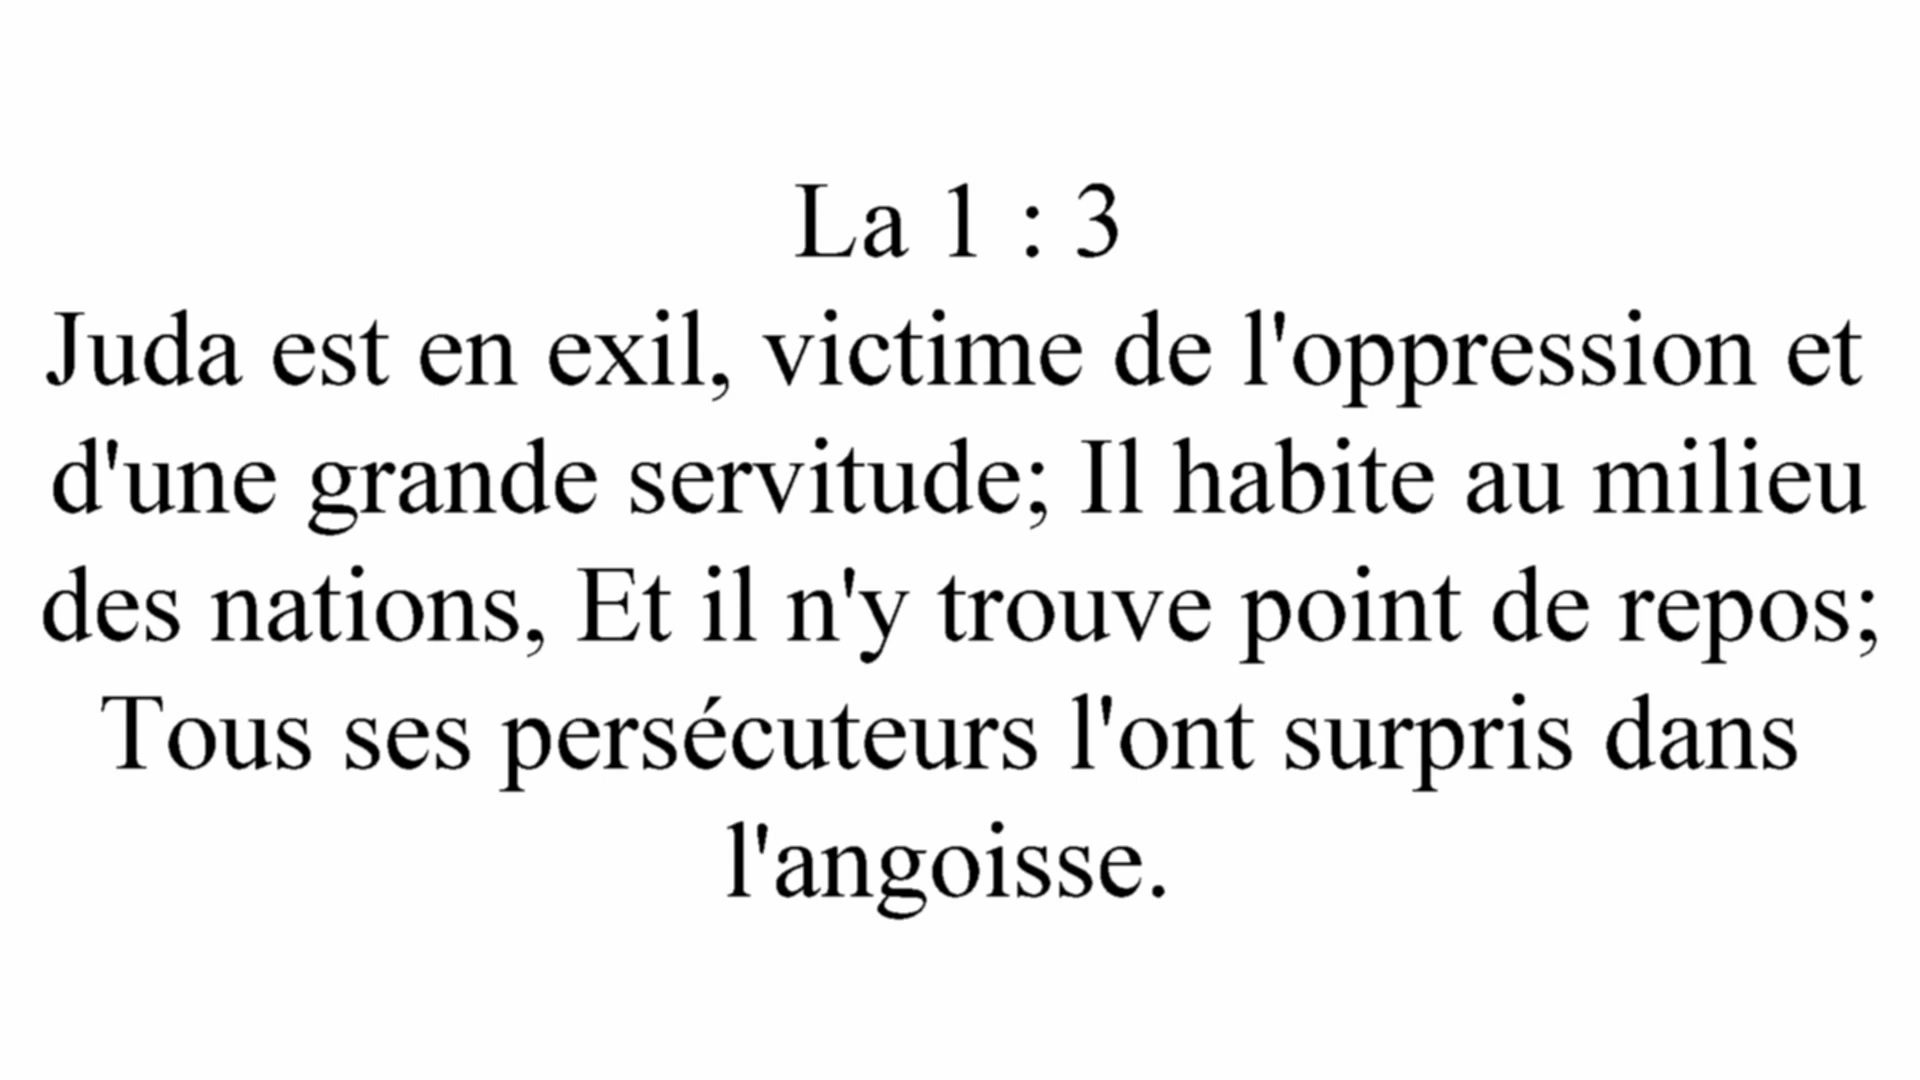 La 1 : 3
Juda est en exil, victime de l'oppression et
d'une grande servitude; Il habite au milieu
des nations, Et il n'y trouve point de repos;
Tous ses persécuteurs l'ont surpris dans
l'angoisse.